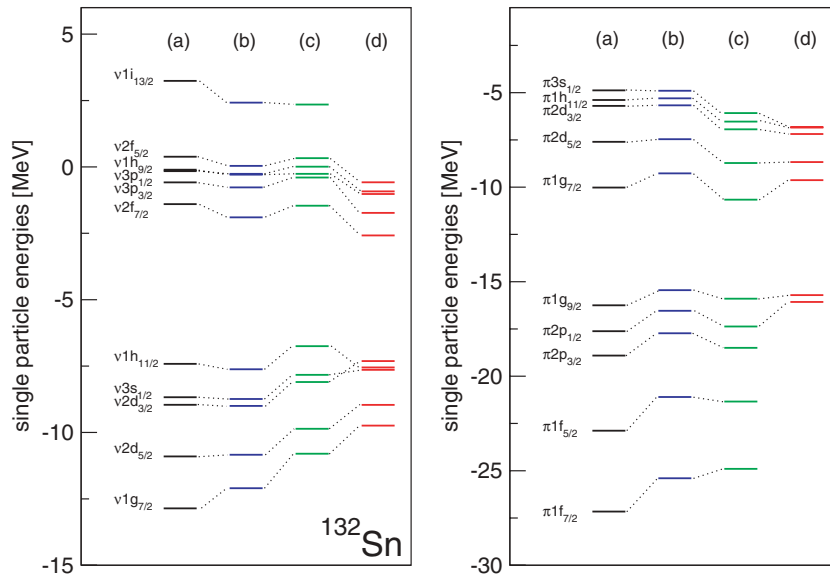 single particle energies [MeV]
5
0
-5
-10
-15
(a) (b) (c) (d)
ν1i13/2
ν2f5/2
ν1h9/2
ν3p1/2
ν3p3/2
ν2f7/2
ν1h11/2
ν3s1/2
ν2d3/2
ν2d5/2
ν1g7/2
132Sn
single particle energies [MeV]
-5
-10
-15
-20
-25
-30
(a) (b) (c) (d)
π3s1/2
π1h11/2
π2d3/2
π2d5/2
π1g7/2
π1g9/2
π2p1/2
π2p3/2
π1f5/2
π1f7/2